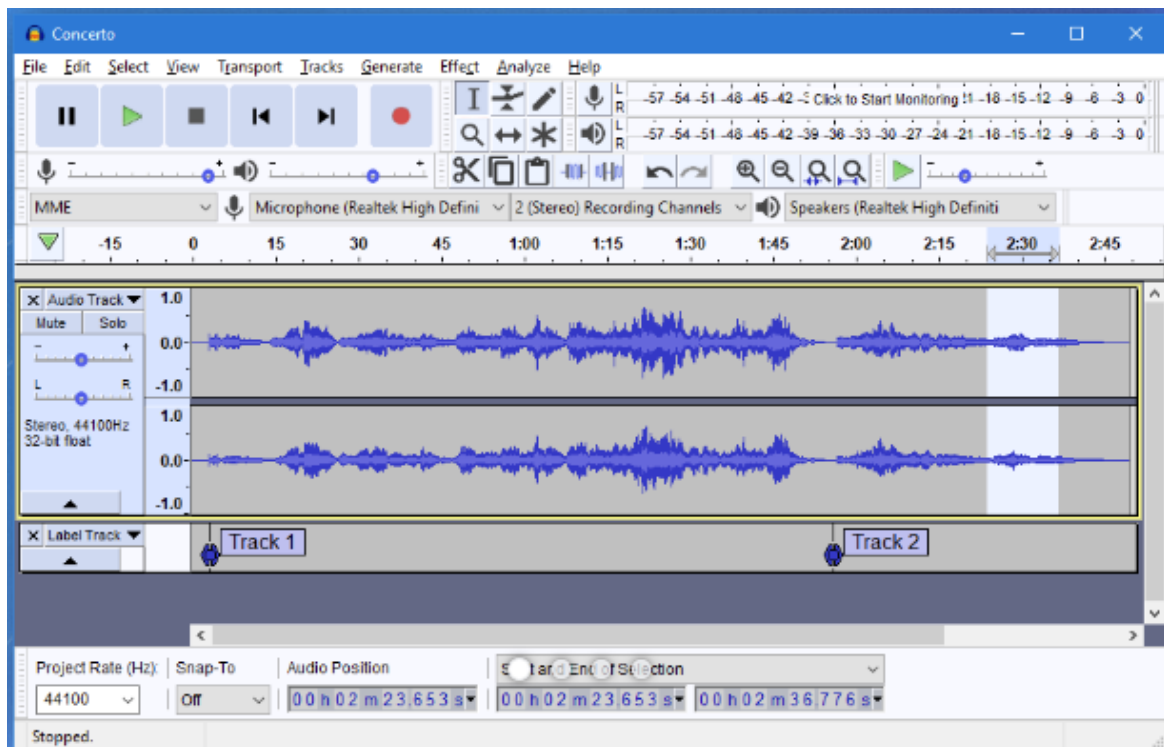 Concerto
File Edit Select View Transport Tracks Generate Effect Analyze Help
L R -57 -54 -51 -48 -45 -42 Click to Start Monitoring -18 -15 -12 -9 -6 -3 0
L R -57 -54 -51 -48 -45 -42 -39 -36 -33 -30 -27 -24 -21 -18 -15 -12 -9 -6 -3 0
- + - + - +
MME Microphone (Realtek High Defini 2 (Stereo) Recording Channels Speakers (Realtek High Definiti
-15 0 15 30 45 1:00 1:15 1:30 1:45 2:00 2:15 2:30 2:45
X Audio Track 1.0
Mute Solo
- + 0.0
L R -1.0
Stereo, 44100Hz 1.0
32-bit float
0.0
-1.0
X Label Track
Track 1 Track 2
Project Rate (Hz): Snap-To Audio Position and End of Selection
44100 Off 00 h 02 m 23.653 s 00 h 02 m 23.653 s 00 h 02 m 36.776 s
Stopped.